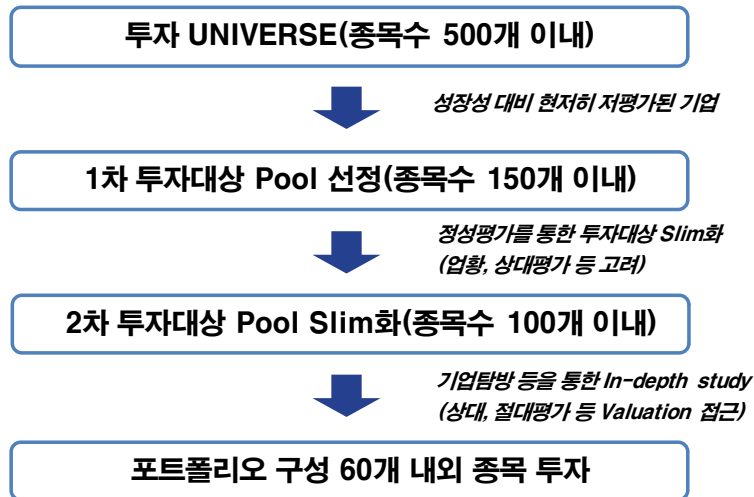 투자 UNIVERSE(종목수 500개 이내)
성장성 대비 현저히 저평가된 기업
1차 투자대상 Pool 선정(종목수 150개 이내)
정성평가를 통한 투자대상 Slim화
(업황, 상대평가 등 고려)
2차 투자대상 Pool Slim화(종목수 100개 이내)
기업탐방 등을 통한 In-depth study
(상대, 절대평가 등 Valuation 접근)
포트폴리오 구성 60개 내외 종목 투자